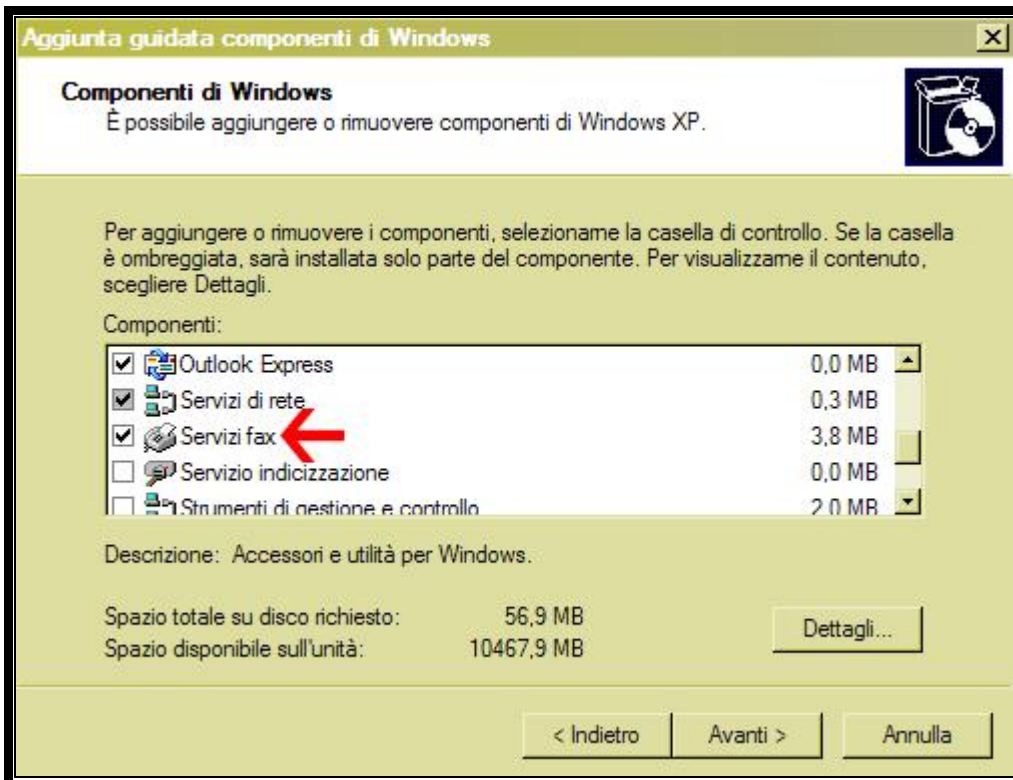 Aggiunta guidata componenti di Windows
Componenti di Windows
È possibile aggiungere o rimuovere componenti di Windows XP.
Per aggiungere o rimuovere i componenti, selezionarne la casella di controllo. Se la casella
è ombreggiata, sarà installata solo parte del componente. Per visualizzarne il contenuto,
scegliere Dettagli.
Componenti:
Outlook Express 0,0 MB
Servizi di rete 0,3 MB
Servizi fax 3,8 MB
Servizio indicizzazione 0,0 MB
Strumenti di gestione e controllo 2,0 MB
Descrizione: Accessori e utilità per Windows.
Spazio totale su disco richiesto: 56,9 MB
Spazio disponibile sull'unità: 10467,9 MB
Dettagli...
< Indietro Avanti > Annulla